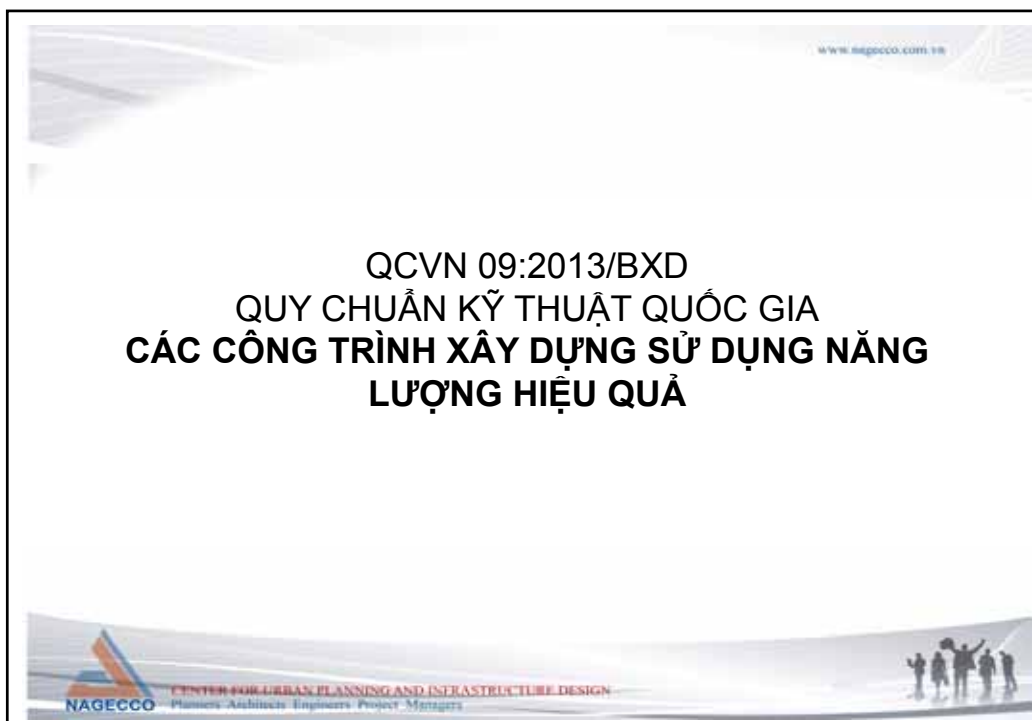 www.nagecco.com.vn
QCVN 09:2013/BXD
QUY CHUẨN KỸ THUẬT QUỐC GIA
CÁC CÔNG TRÌNH XÂY DỰNG SỬ DỤNG NĂNG
LƯỢNG HIỆU QUẢ
CENTER FOR URBAN PLANNING AND INFRASTRUCTURE DESIGN
NAGECCO Planners Architects Engineers Project Managers